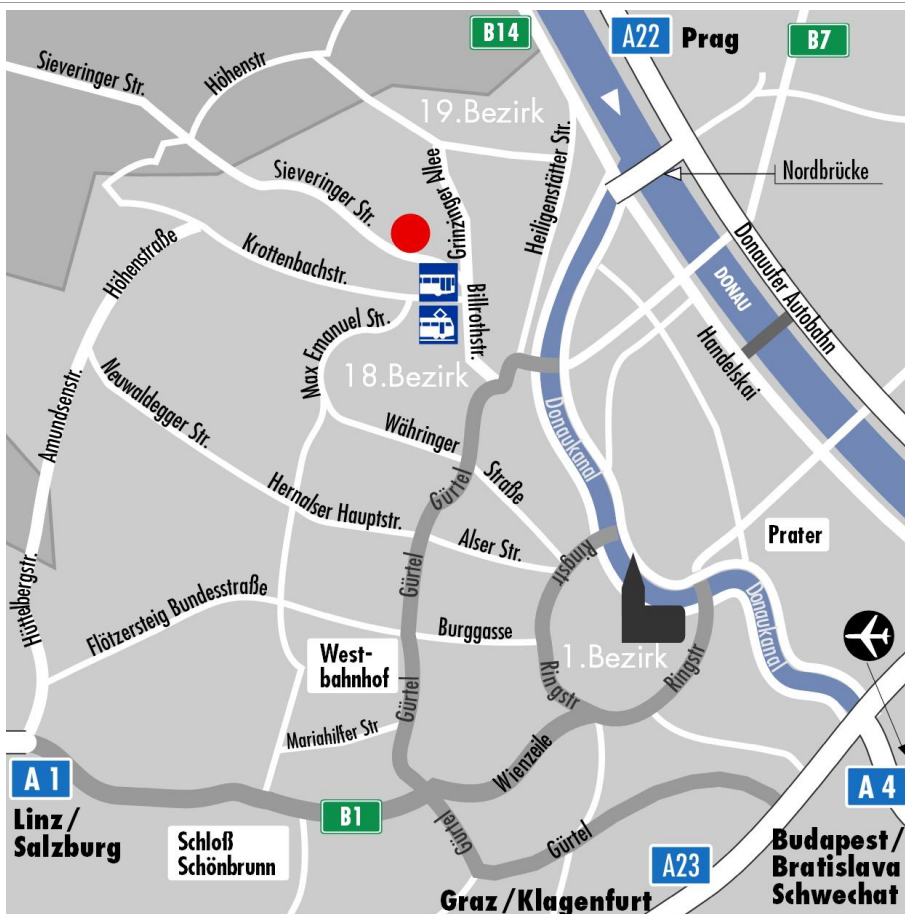 B14
A22 Prag
B7
Sieveringer Str.
Höhenstr
19.Bezirk
Heiligenstätter Str.
Nordbrücke
Sieveringer Str.
Grinzinger Allee
Krottenbachstr.
Höhenstraße
Donauufer Autobahn
DONAU
Billrothstr.
Handelskai
Max Emanuel Str.
18.Bezirk
Neuwaldegger Str.
Amundsenstr.
Währinger
Straße
Donaukanal
Gürtel
Hernalser Hauptstr.
Alser Str.
Ringstr
Prater
Gürtel
Hüttelbergstr.
Flötzersteig Bundesstraße
Burggasse
1.Bezirk
Donaukanal
West-
bahnhof
Ringstr
Ringstr
Gürtel
Mariahilfer Str
Wienzeile
A 1
Linz/
Salzburg
B1
Schloß
Schönbrunn
Gürtel
Gürtel
A23
Graz/Klagenfurt
A 4
Budapest/
Bratislava
Schwechat